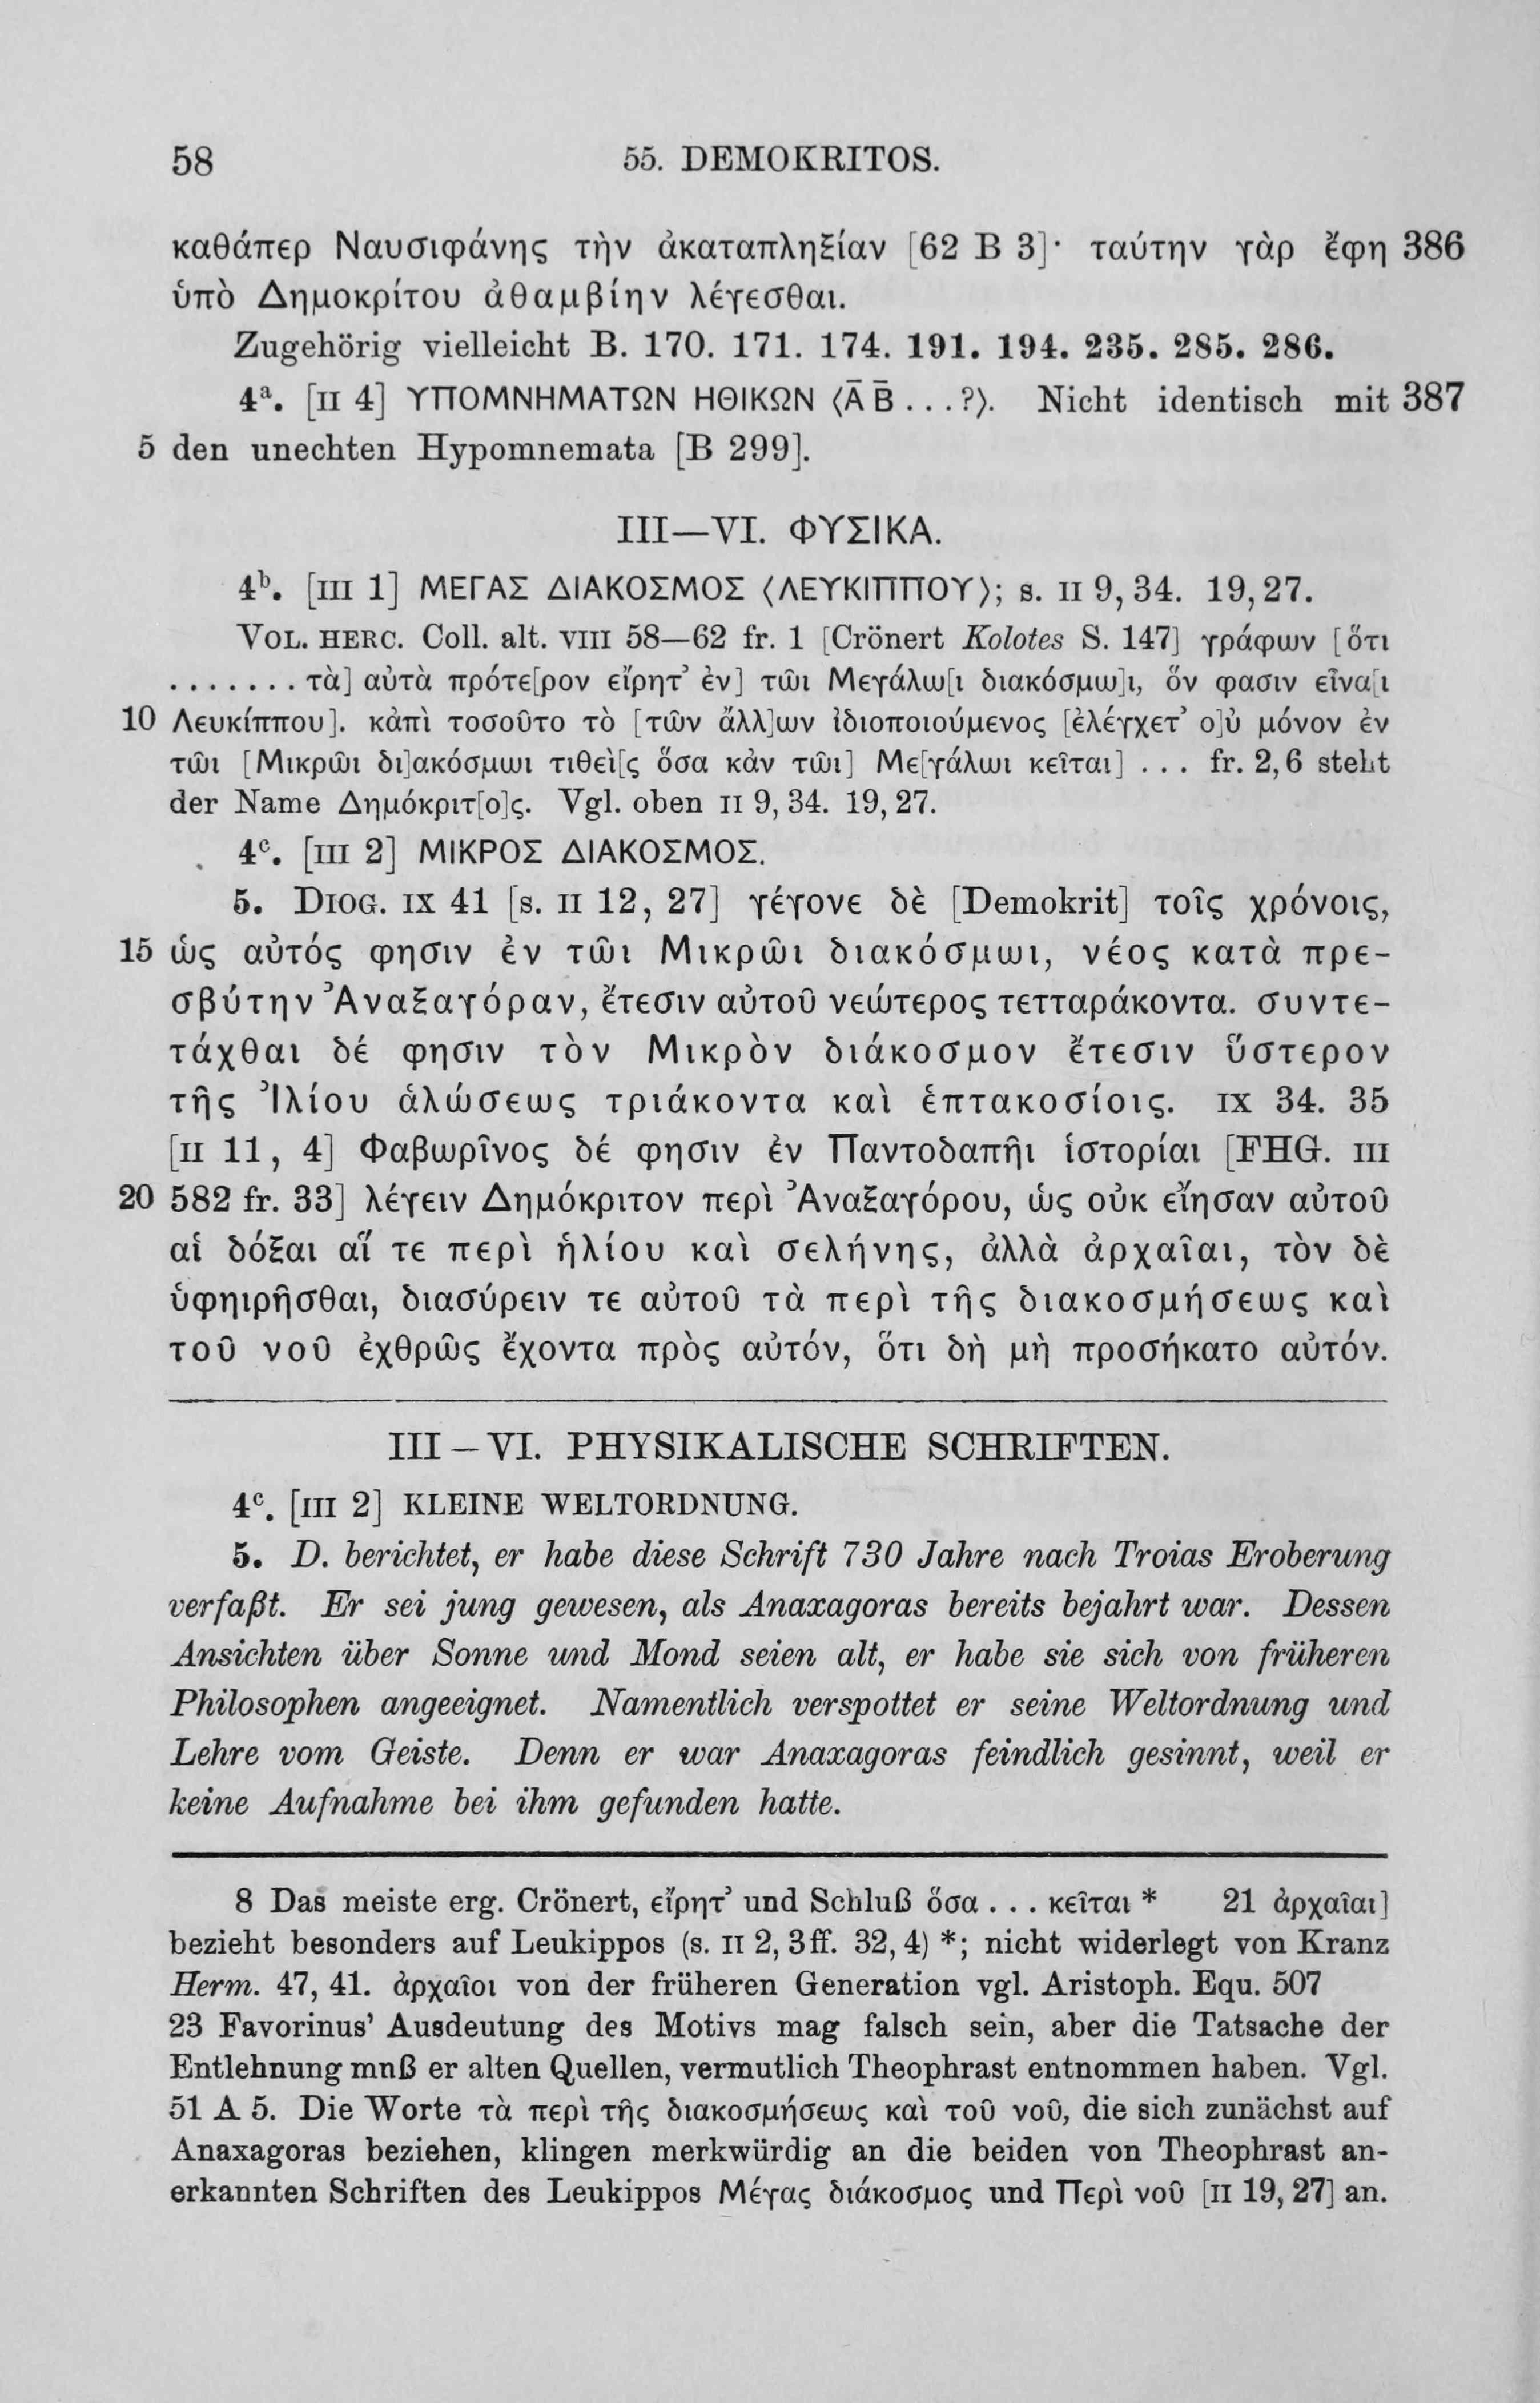 58 55. DEMOKRITOS.
καθάπερ Ναυσιφάνης τὴν ἀκαταπληξίαν [62 B 3]· ταύτην γὰρ ἔφη 386
ὑπὸ Δημοκρίτου ἀθαμβίην λέγεσθαι.
Zugehörig vielleicht B. 170. 171. 174. 191. 194. 235. 285. 286.
4ᵃ. [II 4] ΥΠΟΜΝΗΜΑΤΩΝ ΗΘΙΚΩΝ ⟨Α̅ Β̅ ...?⟩. Nicht identisch mit 387
5 den unechten Hypomnemata [B 299].
III—VI. ΦΥΣΙΚΑ.
4ᵇ. [III 1] ΜΕΓΑΣ ΔΙΑΚΟΣΜΟΣ ⟨ΛΕΥΚΙΠΠΟΥ⟩; s. II 9, 34. 19, 27.
VOL. HERC. Coll. alt. VIII 58—62 fr. 1 [Crönert Kolotes S. 147] γράφων [ὅτι
....... τὰ] αὐτὰ πρότε[ρον εἴρητ’ ἐν] τῶι Μεγάλω[ι διακόσμω]ι, ὅν φασιν εἶνα[ι
10 Λευκίππου]. κἀπὶ τοσοῦτο τὸ [τῶν ἄλλ]ων ἰδιοποιούμενος [ἐλέγχετ’ ο]ὐ μόνον ἐν
τῶι [Μικρῶι δι]ακόσμωι τιθεὶ[ς ὅσα κἀν τῶι] Με[γάλωι κεῖται] ... fr. 2, 6 steht
der Name Δημόκριτ[ο]ς. Vgl. oben II 9, 34. 19, 27.
4ᶜ. [III 2] ΜΙΚΡΟΣ ΔΙΑΚΟΣΜΟΣ.
5. DIOG. IX 41 [s. II 12, 27] γέγονε δὲ [Demokrit] τοῖς χρόνοις,
15 ὡς αὐτός φησιν ἐν τῶι Μικρῶι διακόσμωι, νέος κατὰ πρε-
σβύτην Ἀναξαγόραν, ἔτεσιν αὐτοῦ νεώτερος τετταράκοντα. συντε-
τάχθαι δέ φησιν τὸν Μικρὸν διάκοσμον ἔτεσιν ὕστερον
τῆς Ἰλίου ἁλώσεως τριάκοντα καὶ ἑπτακοσίοις. IX 34. 35
[II 11, 4] Φαβωρῖνος δέ φησιν ἐν Παντοδαπῆι ἱστορίαι [FHG. III
20 582 fr. 33] λέγειν Δημόκριτον περὶ Ἀναξαγόρου, ὡς οὐκ εἴησαν αὐτοῦ
αἱ δόξαι αἵ τε περὶ ἡλίου καὶ σελήνης, ἀλλὰ ἀρχαῖαι, τὸν δὲ
ὑφηιρῆσθαι, διασύρειν τε αὐτοῦ τὰ περὶ τῆς διακοσμήσεως καὶ
τοῦ νοῦ ἐχθρῶς ἔχοντα πρὸς αὐτόν, ὅτι δὴ μὴ προσήκατο αὐτόν.
III – VI. PHYSIKALISCHE SCHRIFTEN.
4ᶜ. [III 2] KLEINE WELTORDNUNG.
5. D. berichtet, er habe diese Schrift 730 Jahre nach Troias Eroberung
verfaßt. Er sei jung gewesen, als Anaxagoras bereits bejahrt war. Dessen
Ansichten über Sonne und Mond seien alt, er habe sie sich von früheren
Philosophen angeeignet. Namentlich verspottet er seine Weltordnung und
Lehre vom Geiste. Denn er war Anaxagoras feindlich gesinnt, weil er
keine Aufnahme bei ihm gefunden hatte.
8 Das meiste erg. Crönert, εἴρητ’ und Schluß ὅσα ... κεῖται * 21 ἀρχαῖαι]
bezieht besonders auf Leukippos (s. II 2, 3ff. 32, 4) *; nicht widerlegt von Kranz
Herm. 47, 41. ἀρχαῖοι von der früheren Generation vgl. Aristoph. Equ. 507
23 Favorinus’ Ausdeutung des Motivs mag falsch sein, aber die Tatsache der
Entlehnung mnß er alten Quellen, vermutlich Theophrast entnommen haben. Vgl.
51 A 5. Die Worte τὰ περὶ τῆς διακοσμήσεως καὶ τοῦ νοῦ, die sich zunächst auf
Anaxagoras beziehen, klingen merkwürdig an die beiden von Theophrast an-
erkannten Schriften des Leukippos Μέγας διάκοσμος und Περὶ νοῦ [II 19, 27] an.